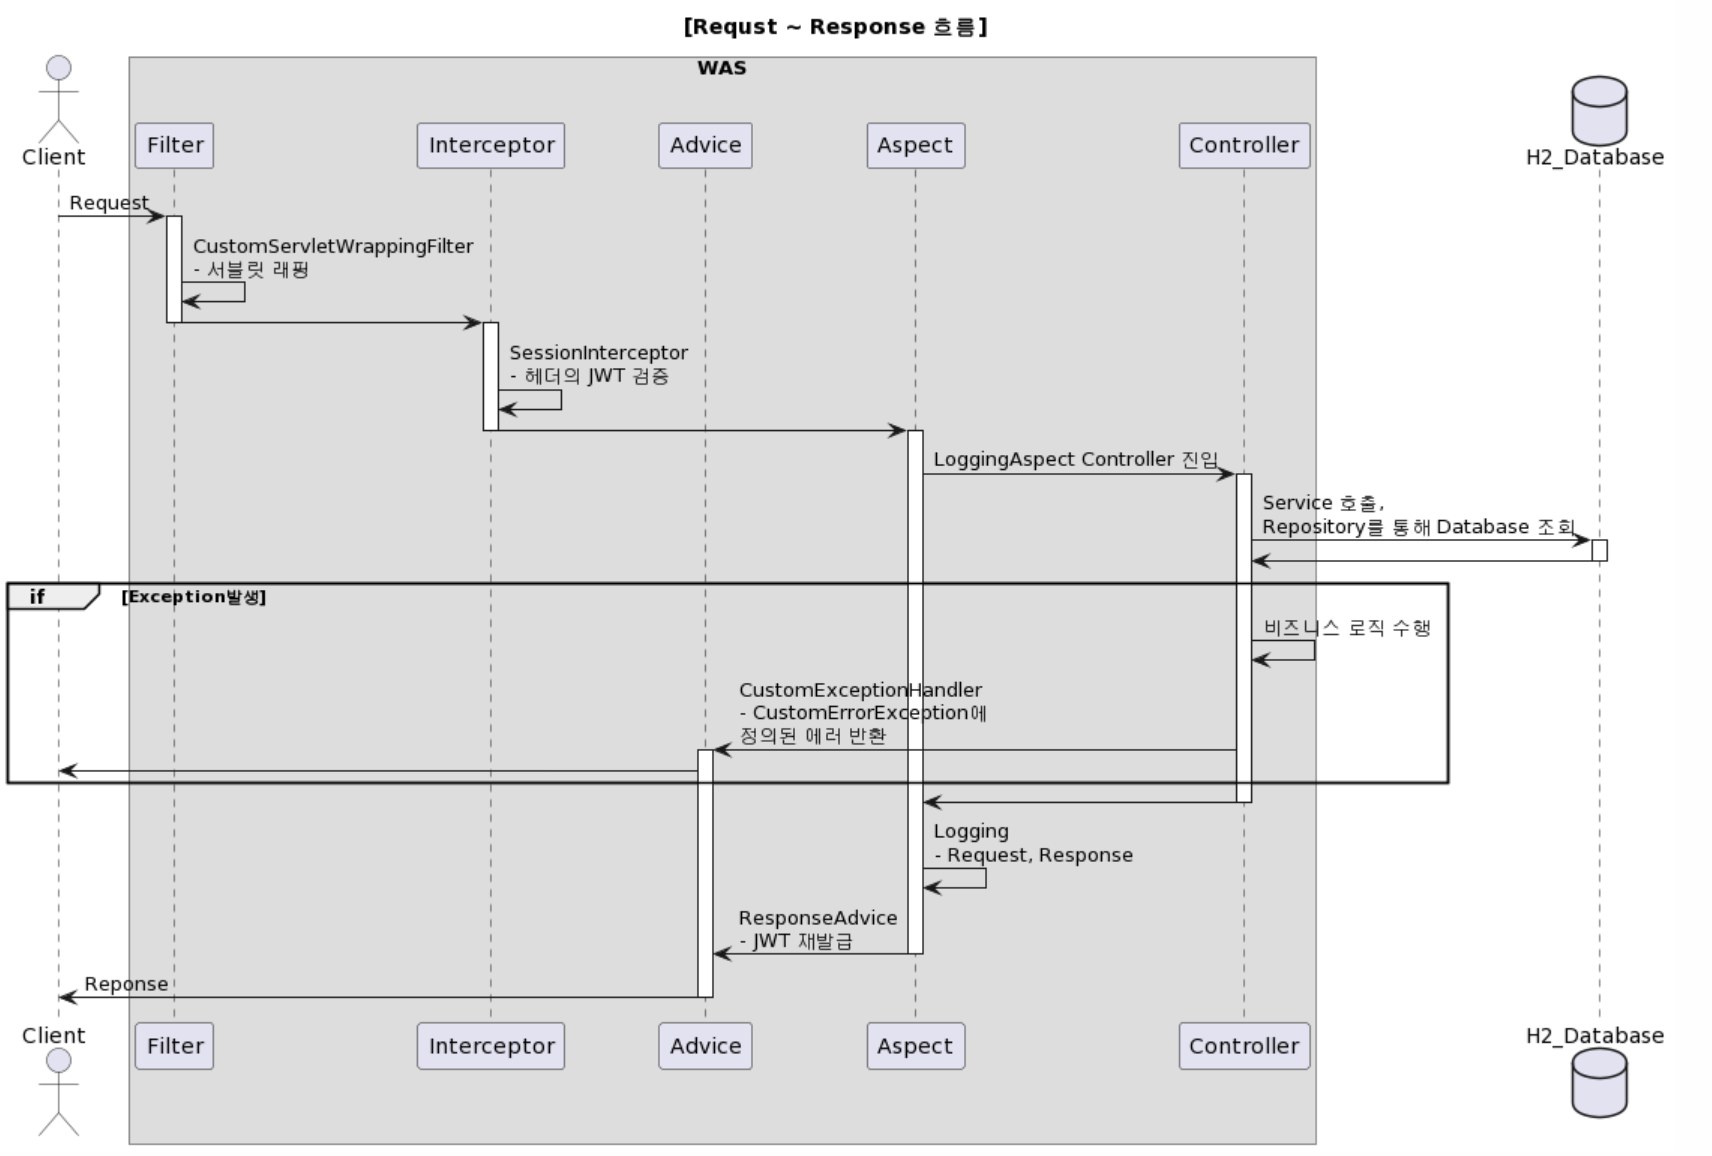 [Requst ~ Response 흐름]
WAS
Client
Filter
Interceptor
Advice
Aspect
Controller
H2_Database
Request
CustomServletWrappingFilter
- 서블릿 래핑
SessionInterceptor
- 헤더의 JWT 검증
LoggingAspect Controller 진입
Service 호출,
Repository를 통해 Database 조회
if
[Exception발생]
비즈니스 로직 수행
CustomExceptionHandler
- CustomErrorException에
정의된 에러 반환
Logging
- Request, Response
ResponseAdvice
- JWT 재발급
Reponse
Client
Filter
Interceptor
Advice
Aspect
Controller
H2_Database